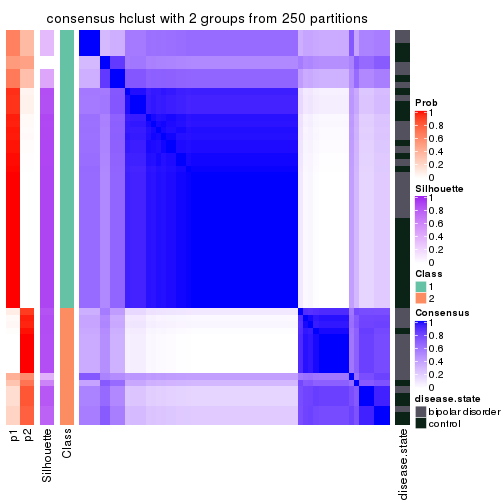 consensus hclust with 2 groups from 250 partitions
Prob
1
0.8
0.6
0.4
0.2
0
Silhouette
1
0.8
0.6
0.4
0.2
0
Class
1
2
Consensus
1
0.8
0.6
0.4
0.2
0
disease.state
bipolar disorder
control
p1
p2
Silhouette
Class
disease.state